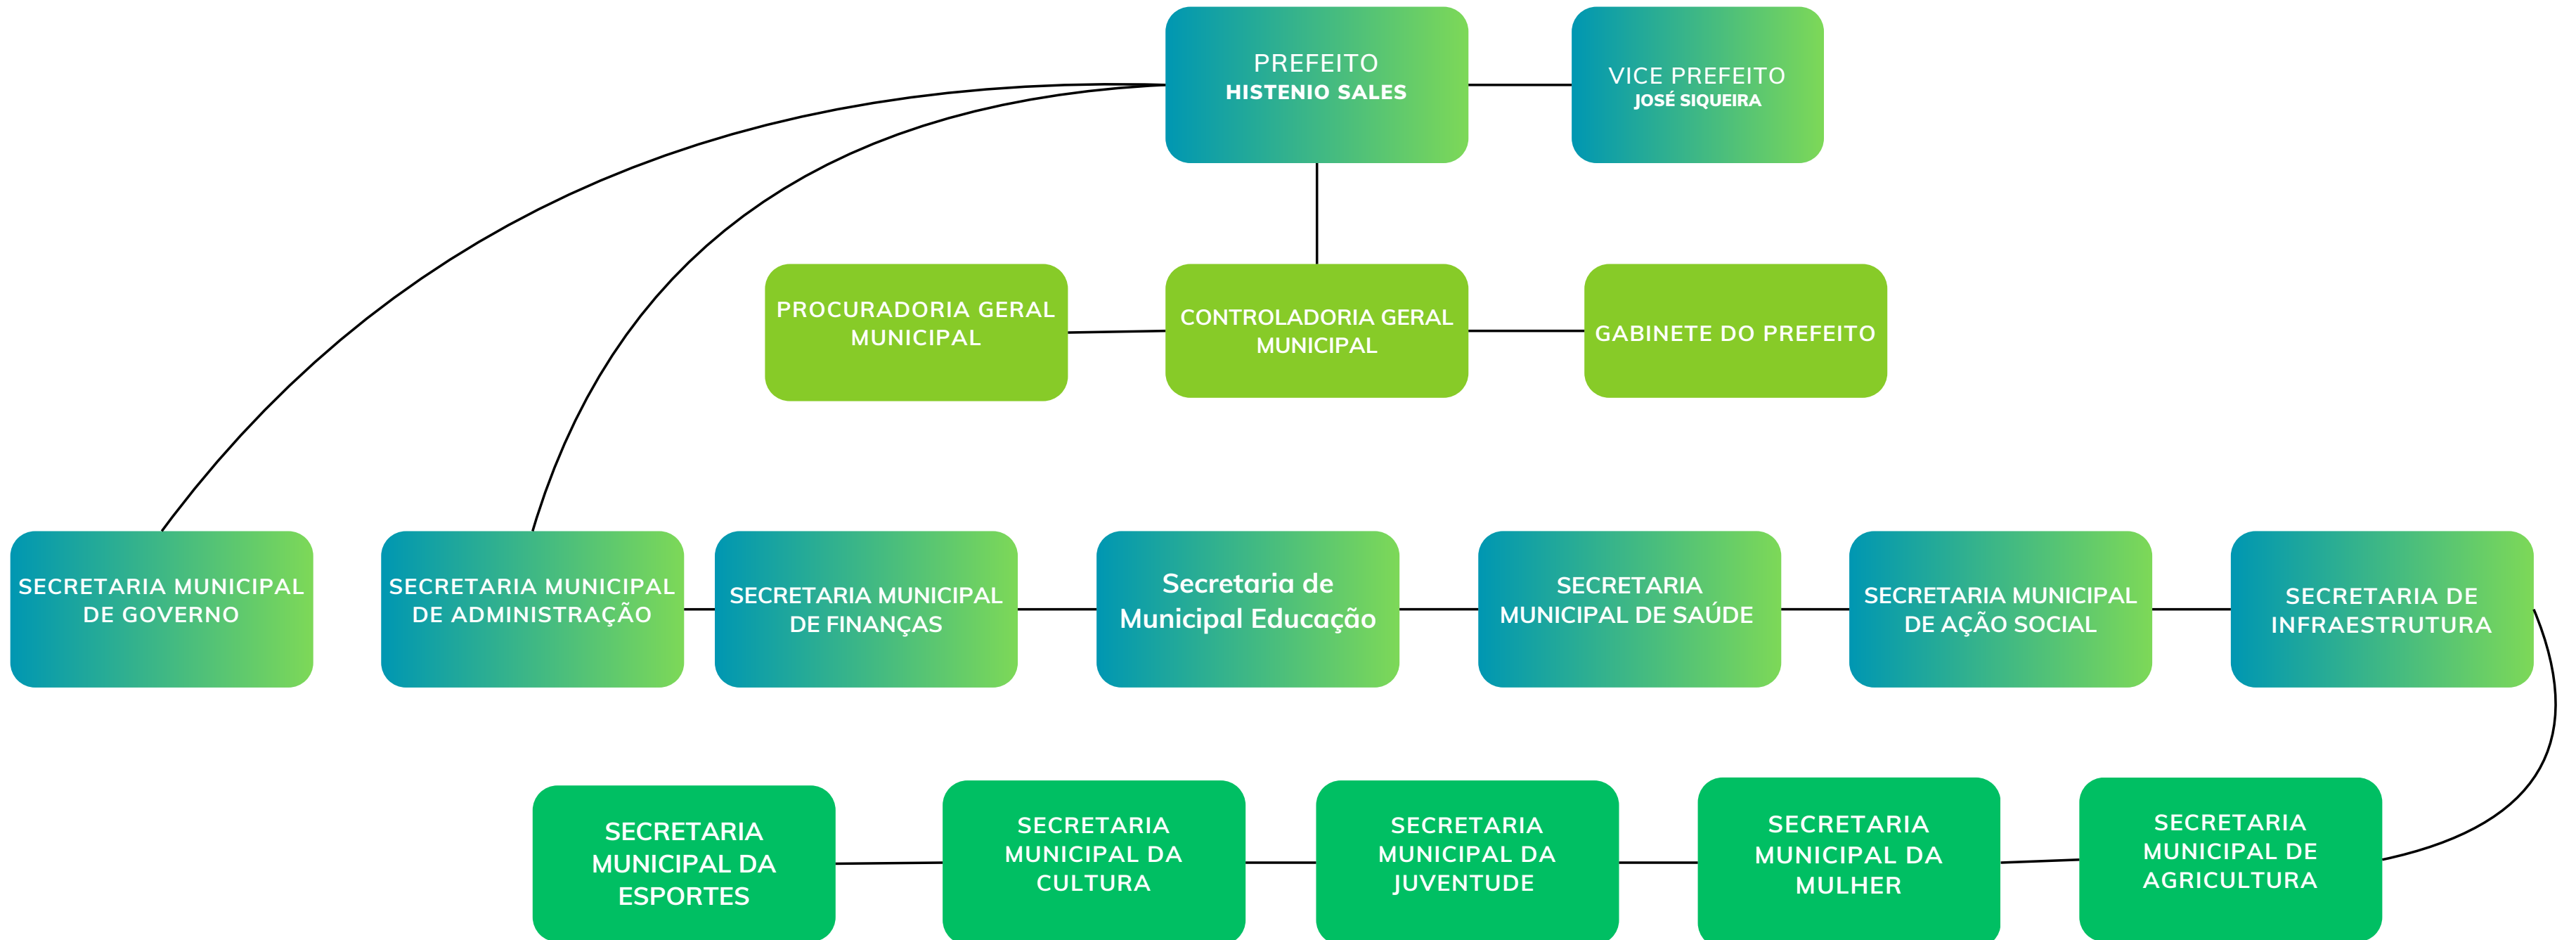 PREFEITO
HISTENIO SALES
VICE PREFEITO
JOSÉ SIQUEIRA
PROCURADORIA GERAL
MUNICIPAL
CONTROLADORIA GERAL
MUNICIPAL
GABINETE DO PREFEITO
SECRETARIA MUNICIPAL
DE GOVERNO
SECRETARIA MUNICIPAL
DE ADMINISTRAÇÃO
SECRETARIA MUNICIPAL
DE FINANÇAS
Secretaria de
Municipal Educação
SECRETARIA
MUNICIPAL DE SAÚDE
SECRETARIA MUNICIPAL
DE AÇÃO SOCIAL
SECRETARIA DE
INFRAESTRUTURA
SECRETARIA
MUNICIPAL DA
ESPORTES
SECRETARIA
MUNICIPAL DA
CULTURA
SECRETARIA
MUNICIPAL DA
JUVENTUDE
SECRETARIA
MUNICIPAL DA
MULHER
SECRETARIA
MUNICIPAL DE
AGRICULTURA